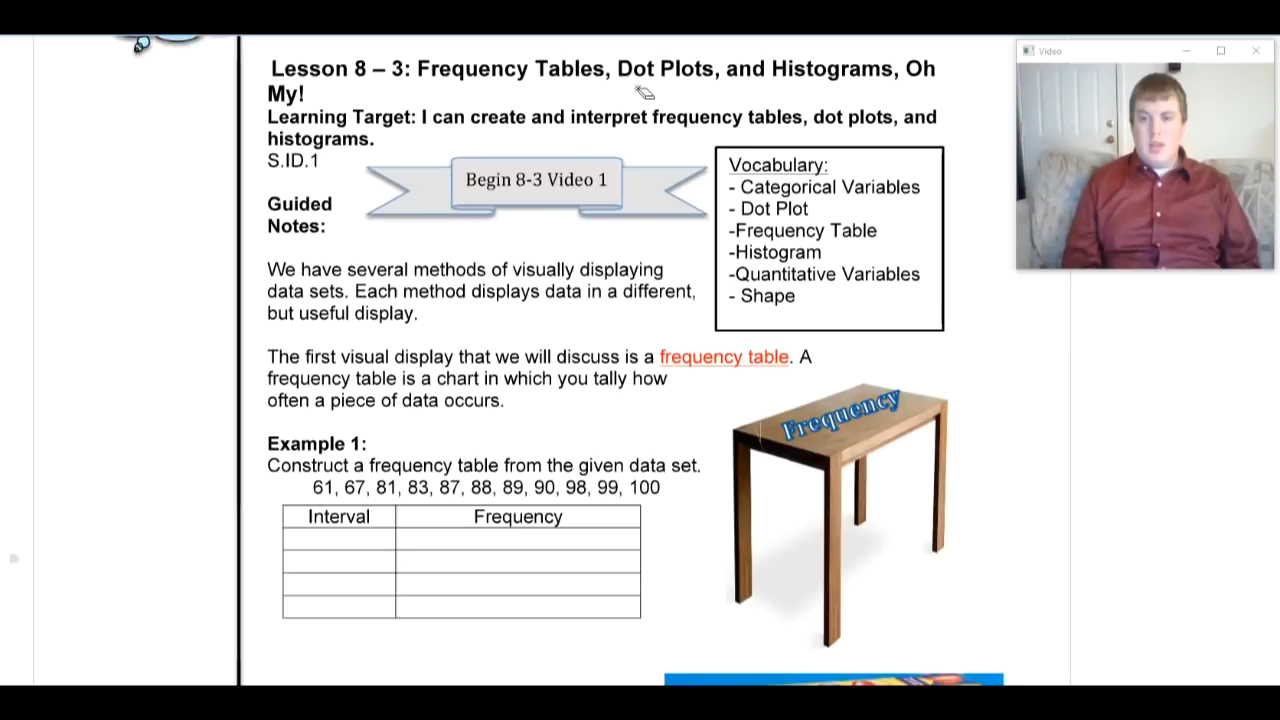 Lesson 8 – 3: Frequency Tables, Dot Plots, and Histograms, Oh
My!
Learning Target: I can create and interpret frequency tables, dot plots, and
histograms.
S.ID.1
Begin 8-3 Video 1
Guided
Notes:
Vocabulary:
- Categorical Variables
- Dot Plot
-Frequency Table
-Histogram
-Quantitative Variables
- Shape
We have several methods of visually displaying
data sets. Each method displays data in a different,
but useful display.
The first visual display that we will discuss is a frequency table. A
frequency table is a chart in which you tally how
often a piece of data occurs.
Frequency
Example 1:
Construct a frequency table from the given data set.
61, 67, 81, 83, 87, 88, 89, 90, 98, 99, 100
Interval Frequency
Video